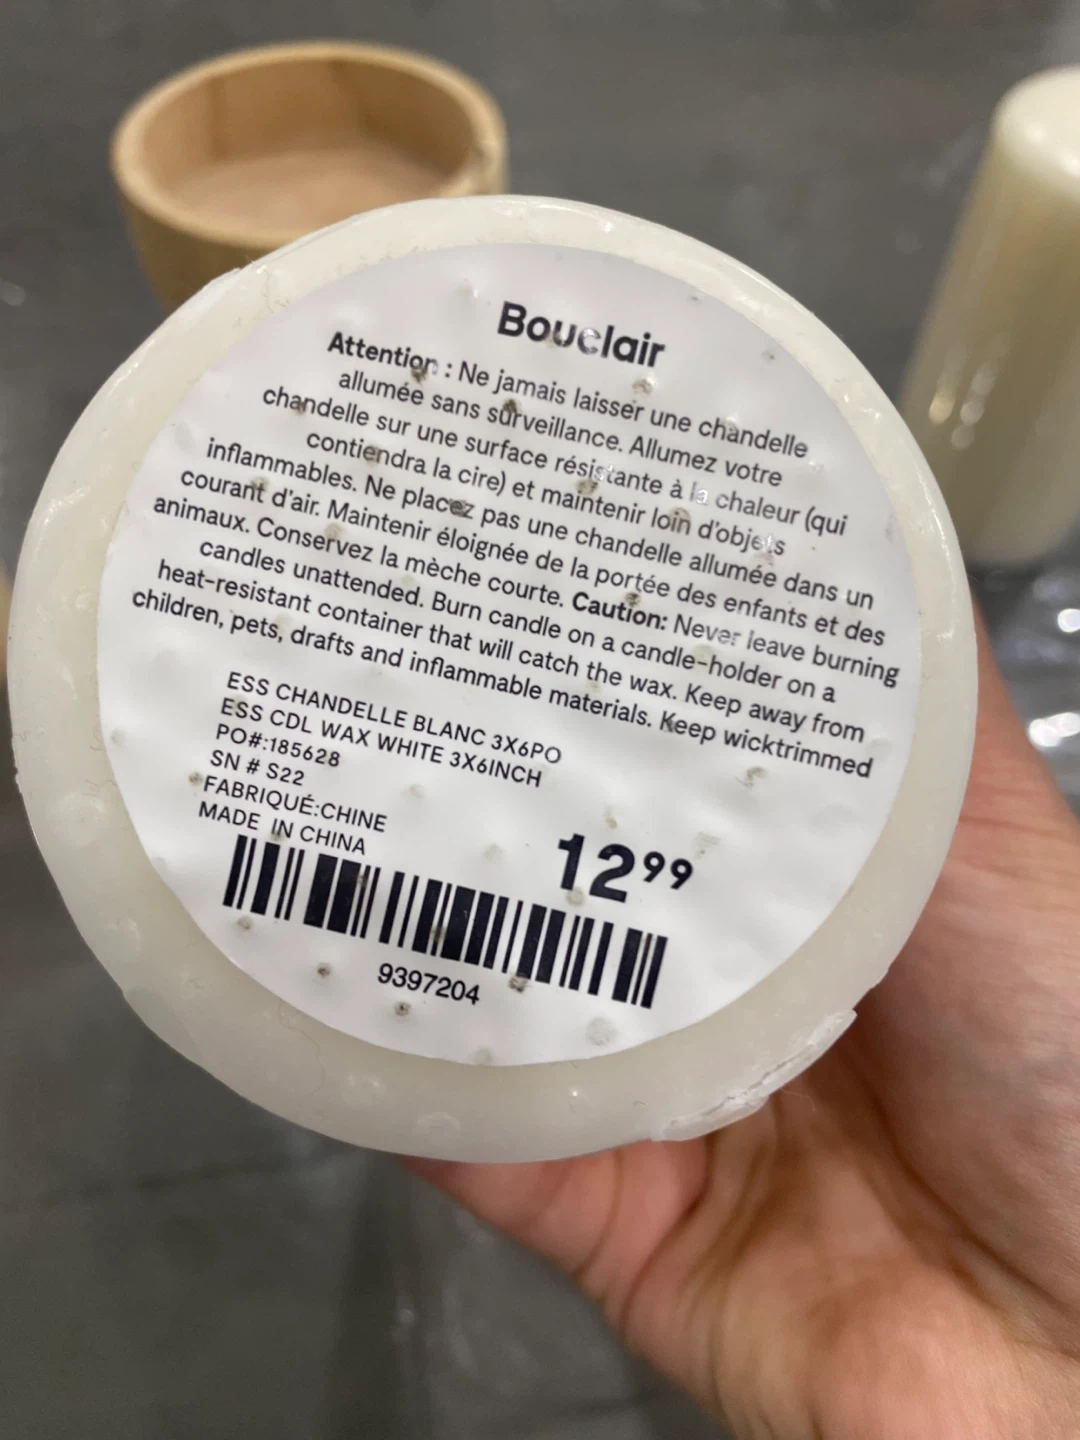 Bouclair
Attention : Ne jamais laisser une chandelle
allumée sans surveillance. Allumez votre
chandelle sur une surface résistante à la chaleur (qui
contiendra la cire) et maintenir loin d'objets
inflammables. Ne placez pas une chandelle allumée dans un
courant d'air. Maintenir éloignée de la portée des enfants et des
animaux. Conservez la mèche courte. Caution: Never leave burning
candles unattended. Burn candle on a candle-holder on a
heat-resistant container that will catch the wax. Keep away from
children, pets, drafts and inflammable materials. Keep wicktrimmed
ESS CHANDELLE BLANC 3X6PO
ESS CDL WAX WHITE 3X6INCH
PO#:185628
SN # S22
FABRIQUÉ:CHINE
MADE IN CHINA
12⁹⁹
9397204